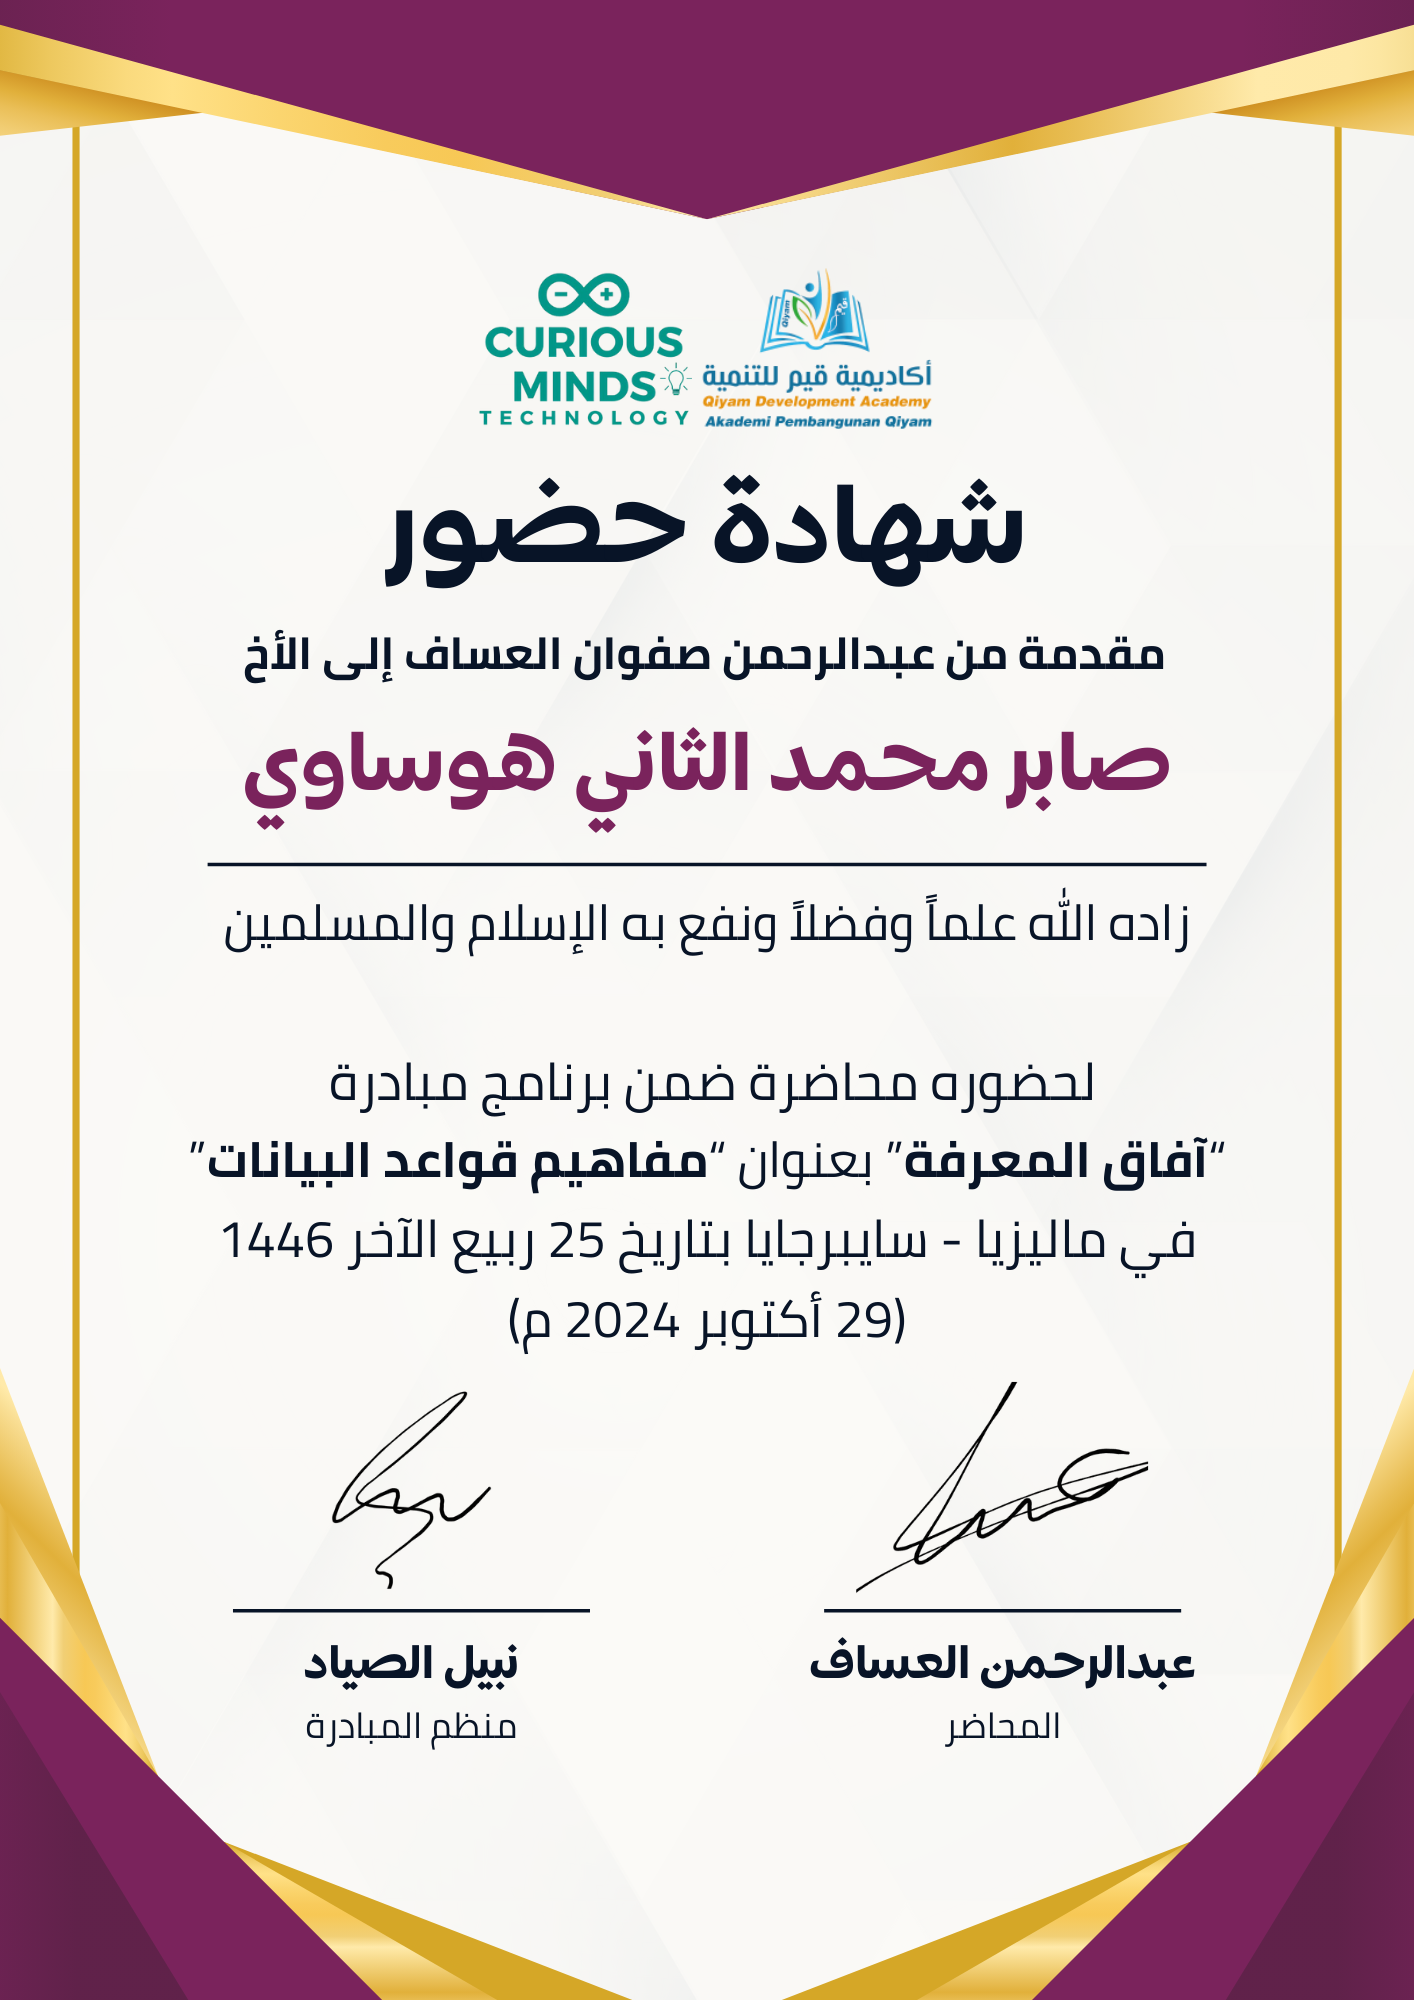 CURIOUS
MINDS
TECHNOLOGY
Qiyam
أكاديمية قيم للتنمية
Qiyam Development Academy
Akademi Pembangunan Qiyam
شهادة حضور
مقدمة من عبدالرحمن صفوان العساف إلى الأخ
صابر محمد الثاني هوساوي
زاده الله علماً وفضلاً ونفع به الإسلام والمسلمين
لحضوره محاضرة ضمن برنامج مبادرة
“آفاق المعرفة” بعنوان “مفاهيم قواعد البيانات”
في ماليزيا - سايبرجايا بتاريخ 25 ربيع الآخر 1446
(29 أكتوبر 2024 م)
عبدالرحمن العساف
المحاضر
نبيل الصياد
منظم المبادرة